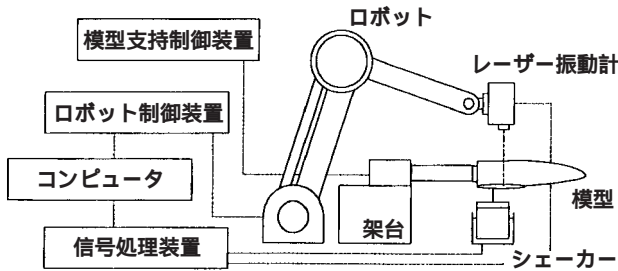 ロボット
模型支持制御装置
レーザー振動計
ロボット制御装置
コンピュータ
模型
架台
信号処理装置
シェーカー